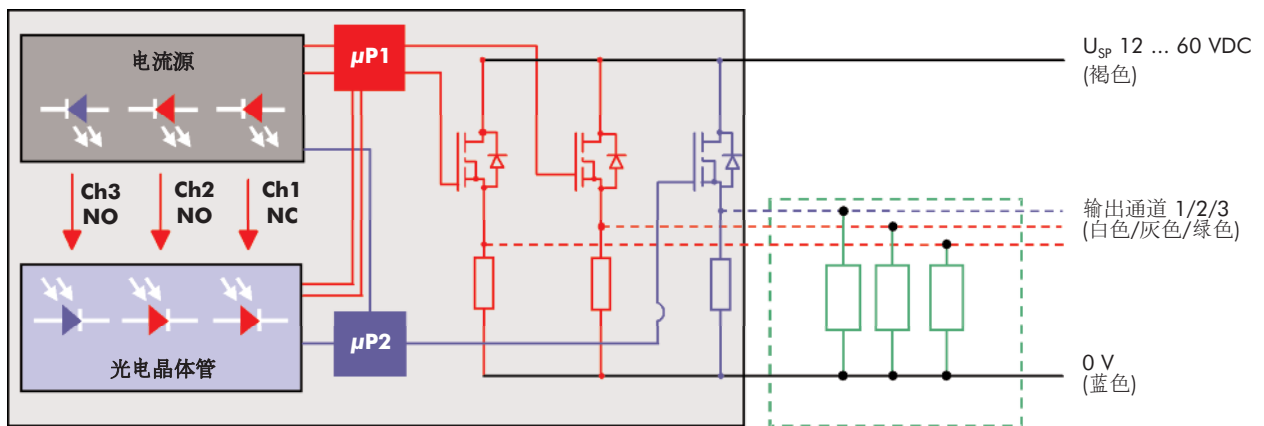 电流源
µP1
U_SP 12 ... 60 VDC
(褐色)
Ch3
NO
Ch2
NO
Ch1
NC
输出通道 1/2/3
(白色/灰色/绿色)
µP2
光电晶体管
0 V
(蓝色)